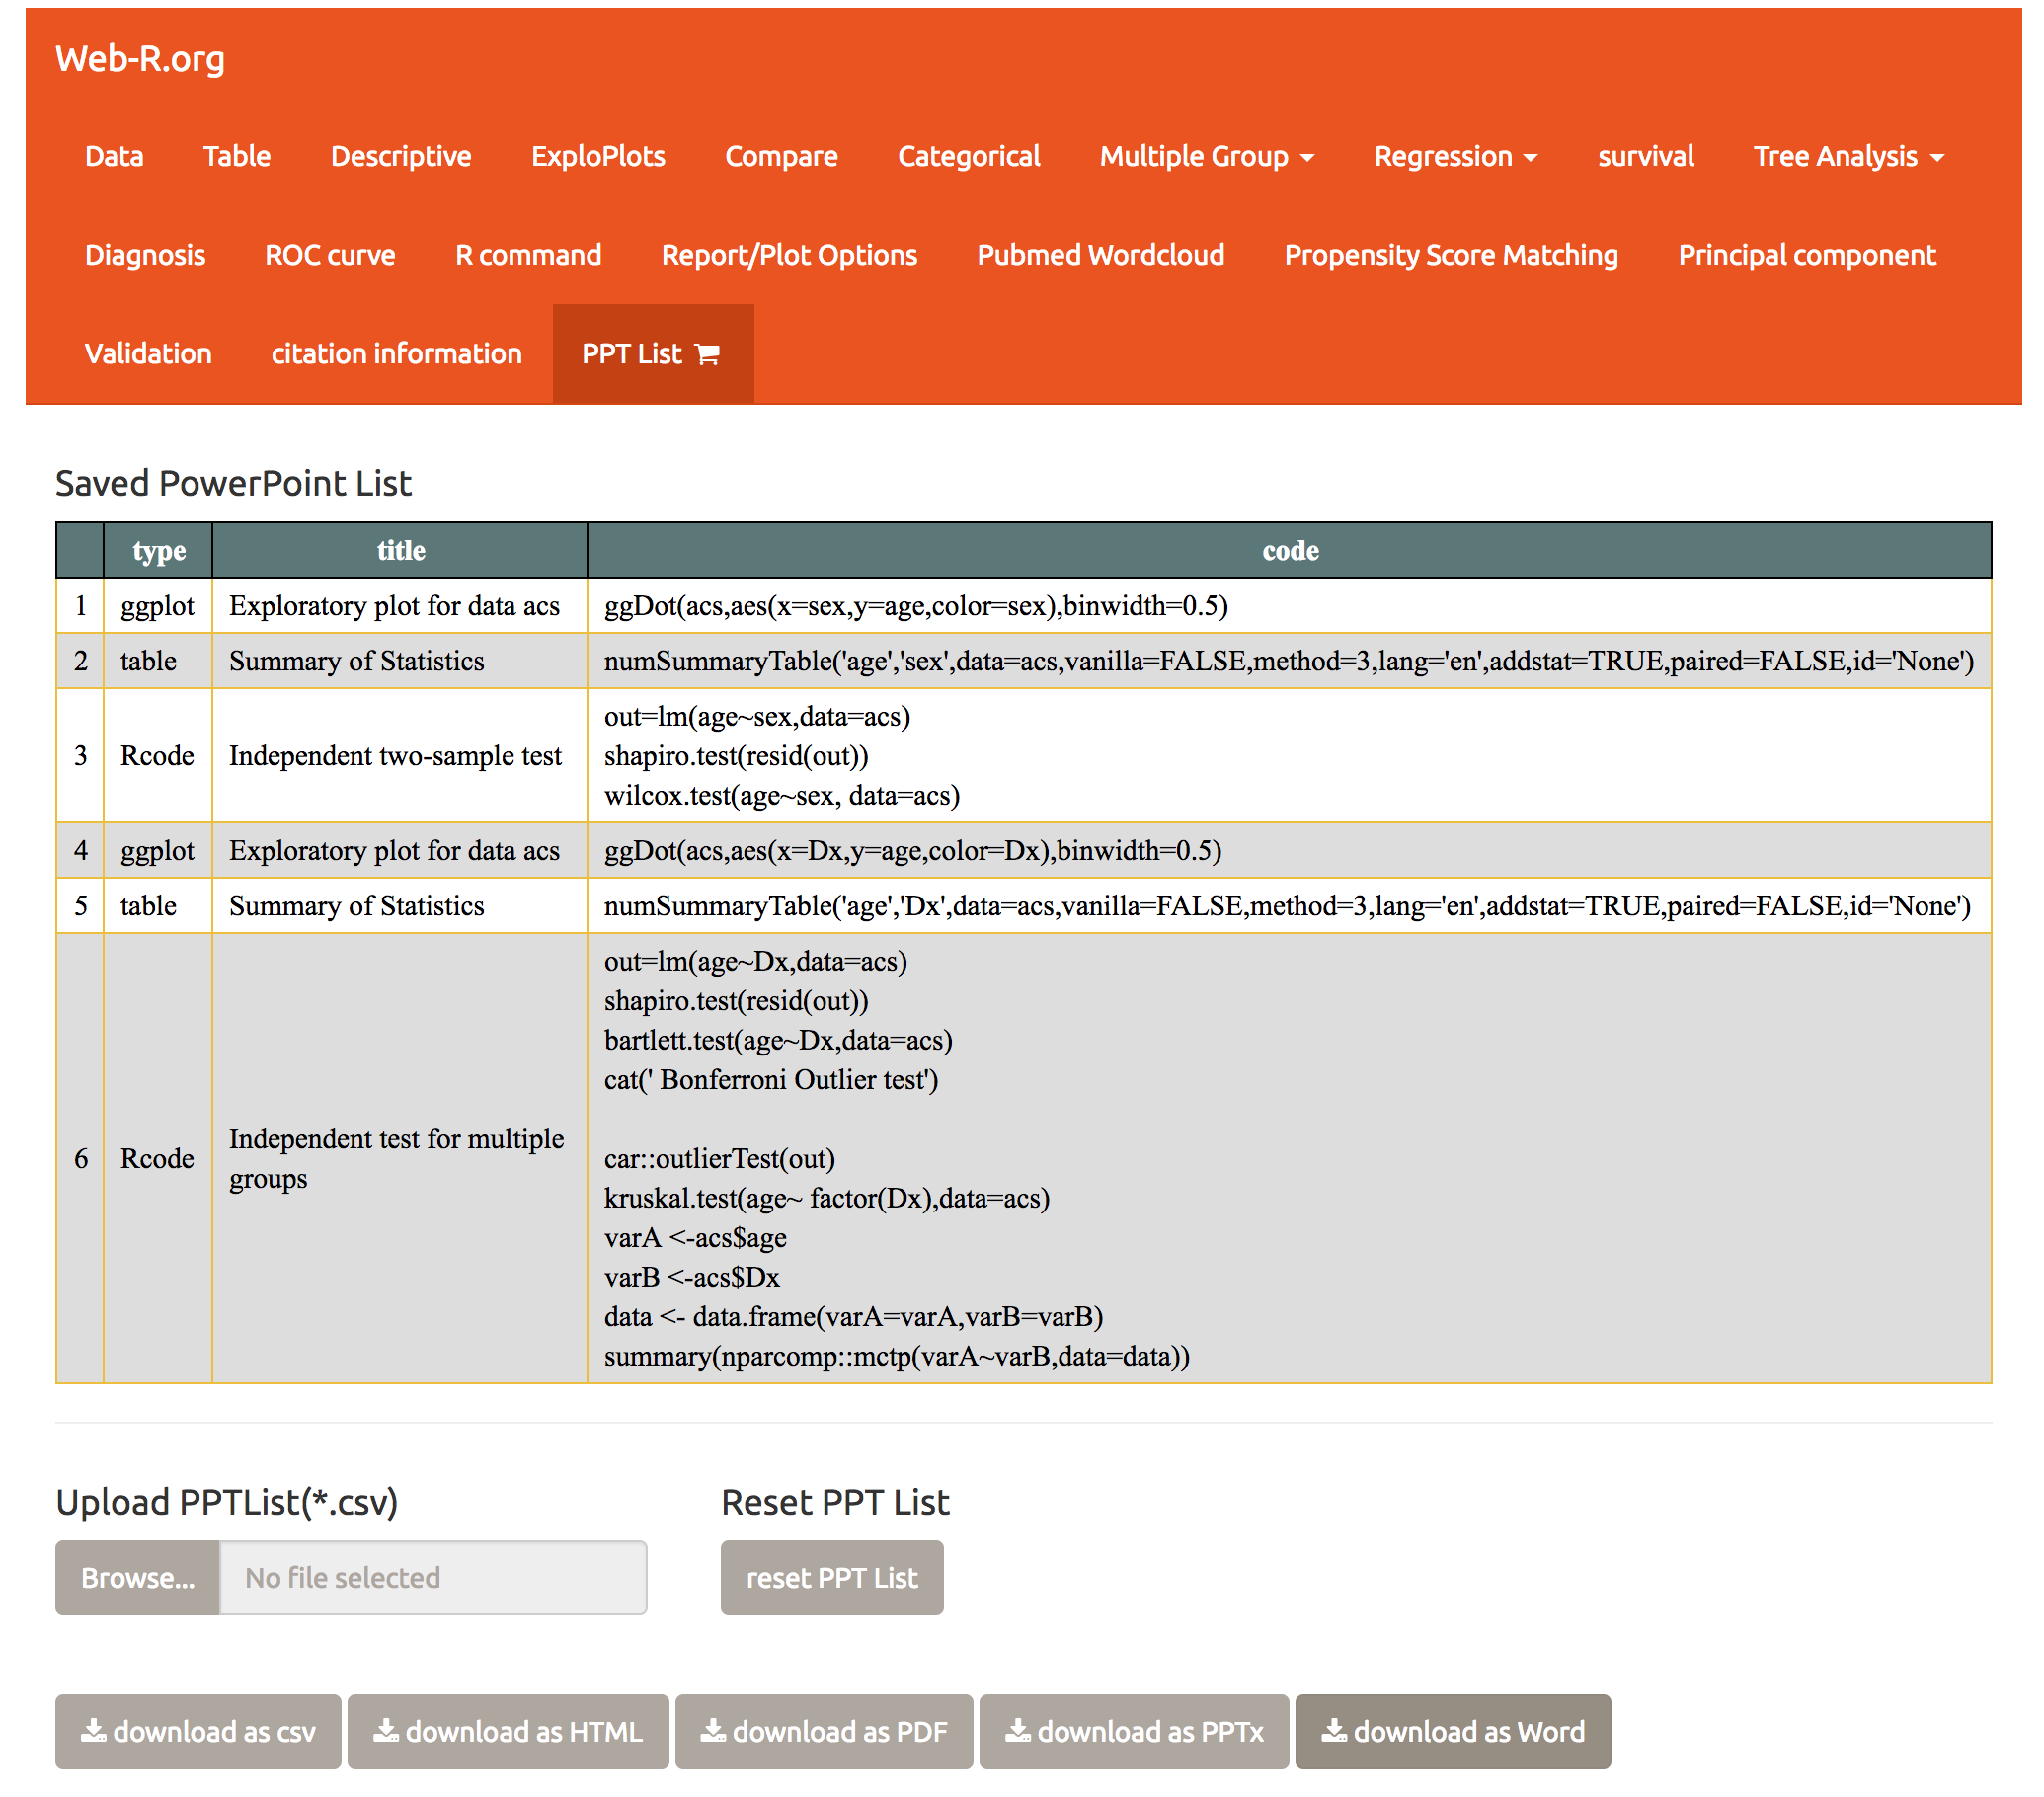 Web-R.org
Data Table Descriptive ExploPlots Compare Categorical Multiple Group Regression survival Tree Analysis
Diagnosis ROC curve R command Report/Plot Options Pubmed Wordcloud Propensity Score Matching Principal component
Validation citation information PPT List
Saved PowerPoint List
type title code
1 ggplot Exploratory plot for data acs ggDot(acs,aes(x=sex,y=age,color=sex),binwidth=0.5)
2 table Summary of Statistics numSummaryTable('age','sex',data=acs,vanilla=FALSE,method=3,lang='en',addstat=TRUE,paired=FALSE,id='None')
3 Rcode Independent two-sample test
out=lm(age~sex,data=acs)
shapiro.test(resid(out))
wilcox.test(age~sex, data=acs)
4 ggplot Exploratory plot for data acs ggDot(acs,aes(x=Dx,y=age,color=Dx),binwidth=0.5)
5 table Summary of Statistics numSummaryTable('age','Dx',data=acs,vanilla=FALSE,method=3,lang='en',addstat=TRUE,paired=FALSE,id='None')
6 Rcode Independent test for multiple
groups
out=lm(age~Dx,data=acs)
shapiro.test(resid(out))
bartlett.test(age~Dx,data=acs)
cat(' Bonferroni Outlier test')
car::outlierTest(out)
kruskal.test(age~ factor(Dx),data=acs)
varA <-acs$age
varB <-acs$Dx
data <- data.frame(varA=varA,varB=varB)
summary(nparcomp::mctp(varA~varB,data=data))
Upload PPTList(*.csv) Reset PPT List
Browse... No file selected reset PPT List
download as csv download as HTML download as PDF download as PPTx download as Word